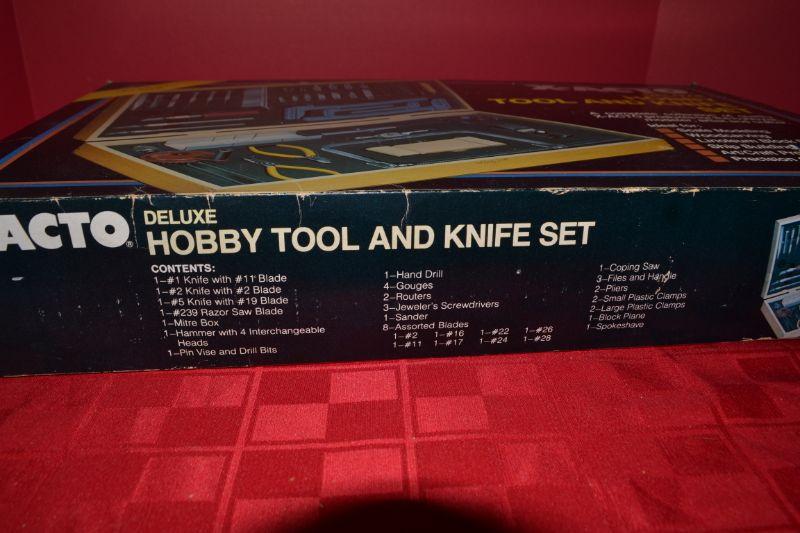 X-ACTO
TOOL AND KNIFE
SET
ACTO®
DELUXE
HOBBY TOOL AND KNIFE SET
CONTENTS:
1–#1 Knife with #11 Blade
1–#2 Knife with #2 Blade
1–#5 Knife with #19 Blade
1–#239 Razor Saw Blade
1–Mitre Box
1–Hammer with 4 Interchangeable
Heads
1–Pin Vise and Drill Bits
1–Hand Drill
4–Gouges
2–Routers
3–Jeweler's Screwdrivers
1–Sander
8–Assorted Blades
1–#2 1–#16 1–#22 1–#26
1–#11 1–#17 1–#24 1–#28
1–Coping Saw
3–Files and Handle
2–Pliers
2–Small Plastic Clamps
2–Large Plastic Clamps
1–Block Plane
1–Spokeshave